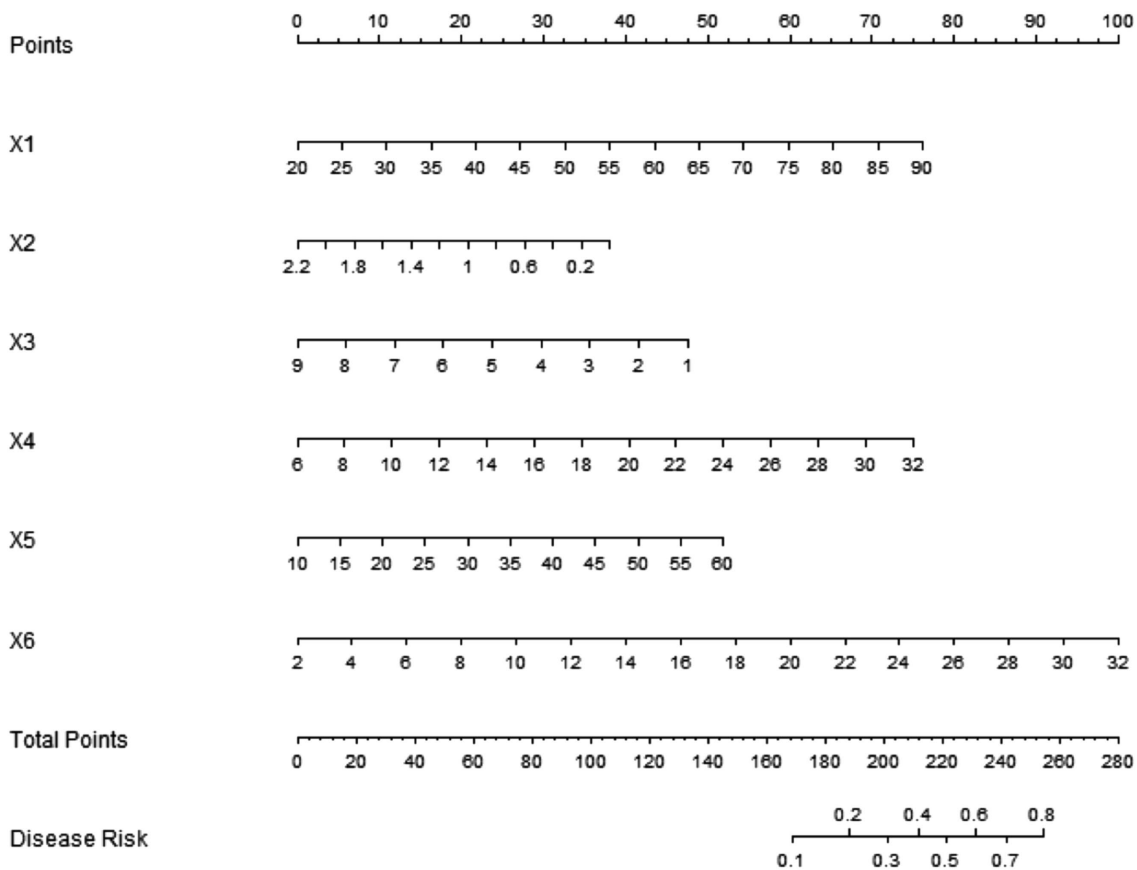 0 10 20 30 40 50 60 70 80 90 100
Points
X1
20 25 30 35 40 45 50 55 60 65 70 75 80 85 90
X2
2.2 1.8 1.4 1 0.6 0.2
X3
9 8 7 6 5 4 3 2 1
X4
6 8 10 12 14 16 18 20 22 24 26 28 30 32
X5
10 15 20 25 30 35 40 45 50 55 60
X6
2 4 6 8 10 12 14 16 18 20 22 24 26 28 30 32
Total Points
0 20 40 60 80 100 120 140 160 180 200 220 240 260 280
0.2 0.4 0.6 0.8
Disease Risk
0.1 0.3 0.5 0.7